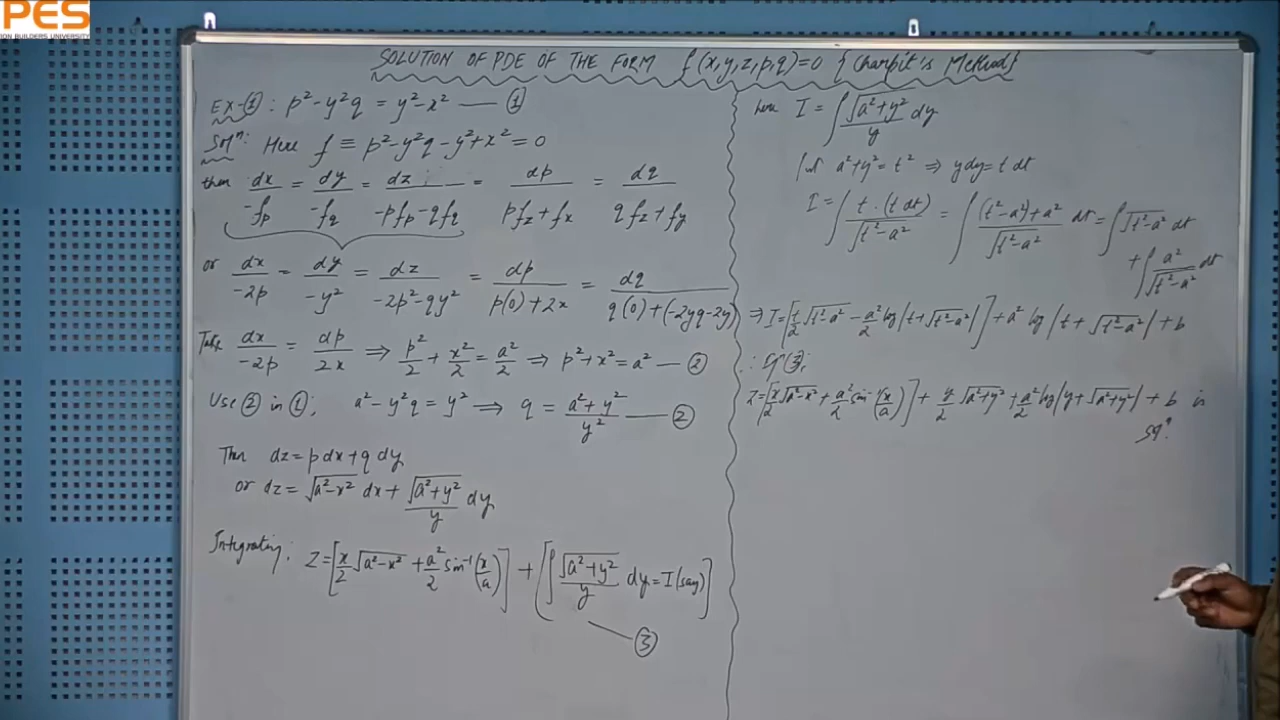 PES
ION BUILDERS UNIVERSITY
SOLUTION OF PDE OF THE FORM f(x,y,z,p,q)=0 {Charpit's Method}
EX-①: p²-y²q = y²-x² —— ①
Solⁿ: Here f ≡ p²-y²q-y²+x²=0
then dx/-fp = dy/-fq = dz/-pfp-qfq = dp/pfz+fx = dq/qfz+fy
or dx/-2p = dy/-y² = dz/-2p²-qy² = dp/p(0)+2x = dq/q(0)+(-2yq-2y)
Take dx/-2p = dp/2x ⇒ p²/2 + x²/2 = a²/2 ⇒ p²+x²=a² — ②
Use ② in ①; a²-y²q = y² ⇒ q = a²+y²/y² —— ②
Then dz=pdx+qdy
or dz= √a²-x² dx + √a²+y²/y dy
Integrating; Z=[x/2 √a²-x² + a²/2 sin⁻¹(x/a)] + [∫√a²+y²/y dy=I(say)]
—— ③
here I = ∫√a²+y²/y dy
Put a²+y²=t² ⇒ ydy=t dt
I=∫ t.(t dt)/√t²-a² = ∫ (t²-a²)+a²/√t²-a² dt = ∫√t²-a² dt
+∫ a²/√t²-a² dt
⇒ I=[t/2 √t²-a² - a²/2 log(t+√t²-a²)]+a² log(t+√t²-a²)+b
∴ ③;
Z=[x/2 √a²-x² + a²/2 sin⁻¹(x/a)] + y/2 √a²+y² + a²/2 log(y+√a²+y²)+b is